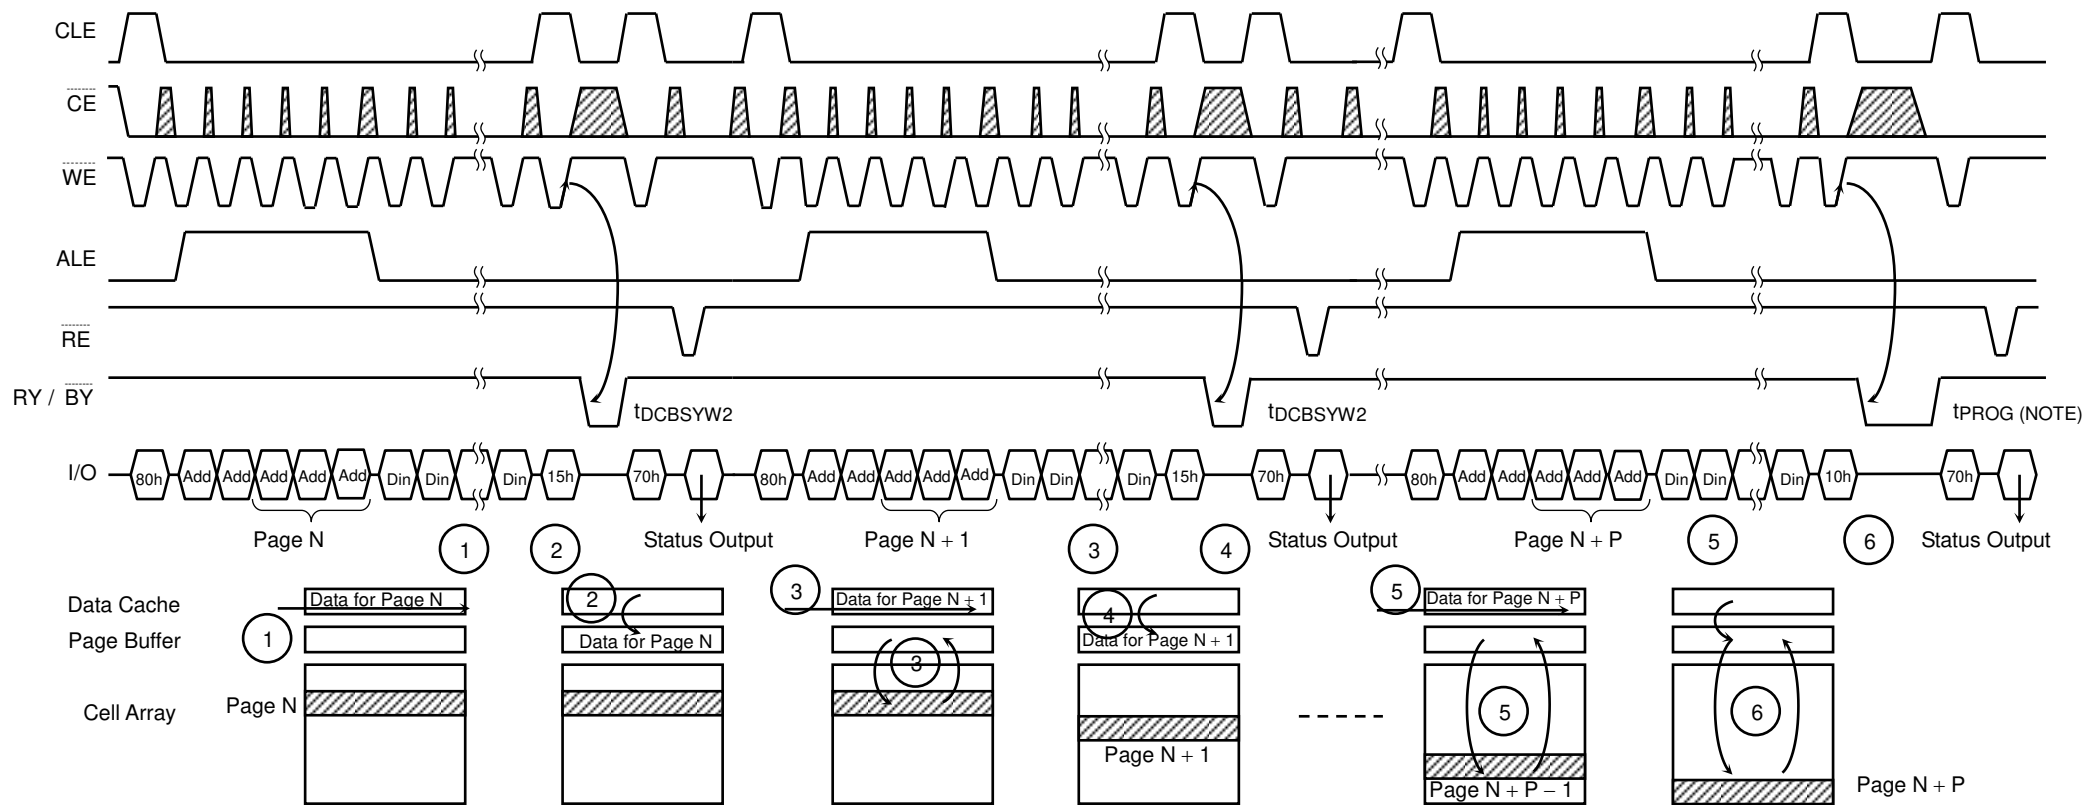 CLE
CE
WE
ALE
RE
RY / BY
tDCBSYW2 tDCBSYW2 tPROG (NOTE)
I/O 80h Add Add Add Add Add Din Din Din 15h 70h 80h Add Add Add Add Add Din Din Din 15h 70h 80h Add Add Add Add Add Din Din Din 10h 70h
Page N 1 2 Status Output Page N + 1 3 4 Status Output Page N + P 5 6 Status Output
Data Cache Data for Page N 2 3 Data for Page N + 1 4 5 Data for Page N + P
Page Buffer 1 Data for Page N 3 Data for Page N + 1
Cell Array Page N 5 6
Page N + 1
Page N + P − 1 Page N + P